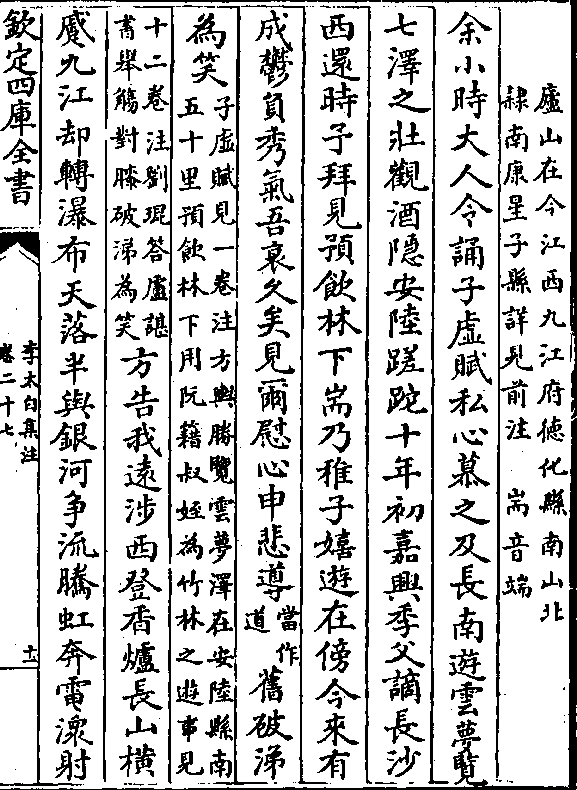 廬山在今江西九江府德化縣南山北
隸南康星子縣詳見前注　耑音端
余小時大人令誦子虛賦私心慕之及長南遊雲夢覽
七澤之壯觀酒隱安陸蹉跎十年初嘉興季父謫長沙
西還時予拜見預飲林下耑乃稚子嬉遊在傍今來有
成鬱負秀氣吾衰久矣見爾慰心申悲導
當作
道
舊破涕
為笑
子虛賦見一卷注方輿勝覽雲夢澤在安陸縣南
五十里預飲林下用阮籍叔姪為竹林之遊事見
十二卷注劉琨答盧諶
書舉觴對膝破涕為笑
方告我遠涉西登香爐長山橫
蹙九江却轉瀑布天落半與銀河爭流騰虹奔電潨射
欽定四庫全書
李太白集注
卷二十七
十一